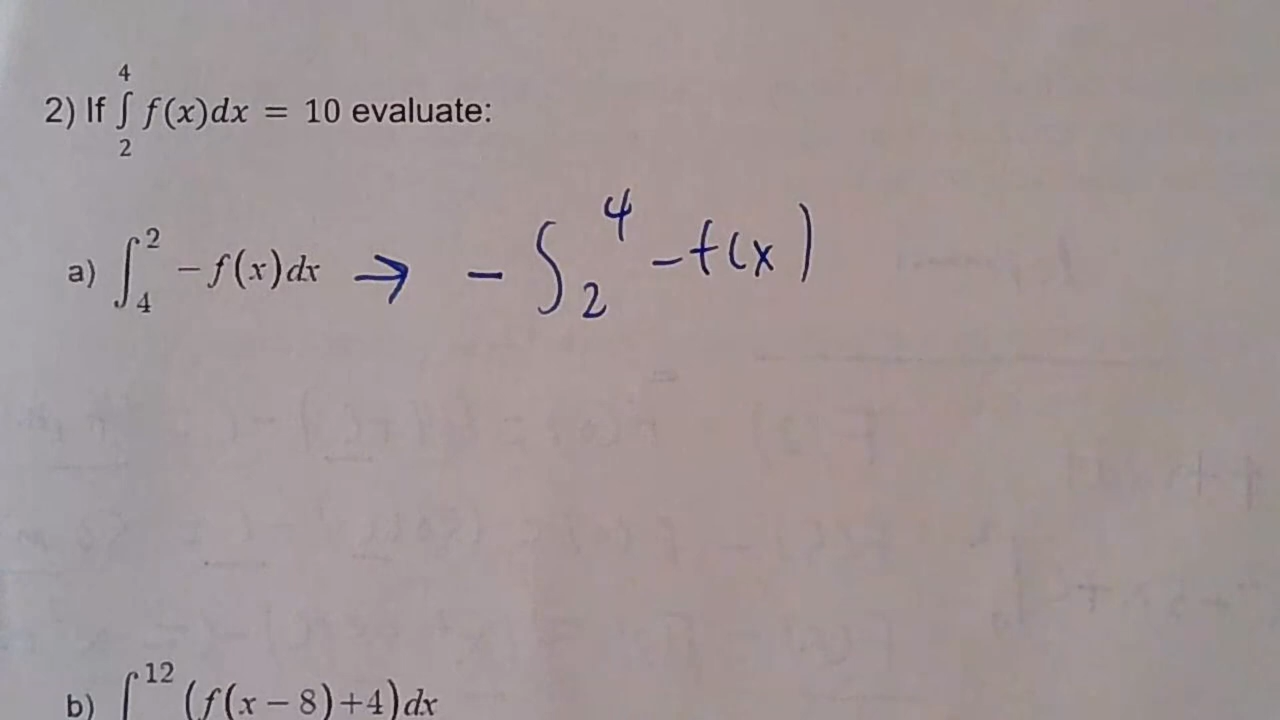 2) If ∫₂⁴ f(x)dx = 10 evaluate:
a) ∫₄² −f(x)dx → − ∫₂⁴ −f(x)
b) ∫¹² (f(x − 8)+4)dx